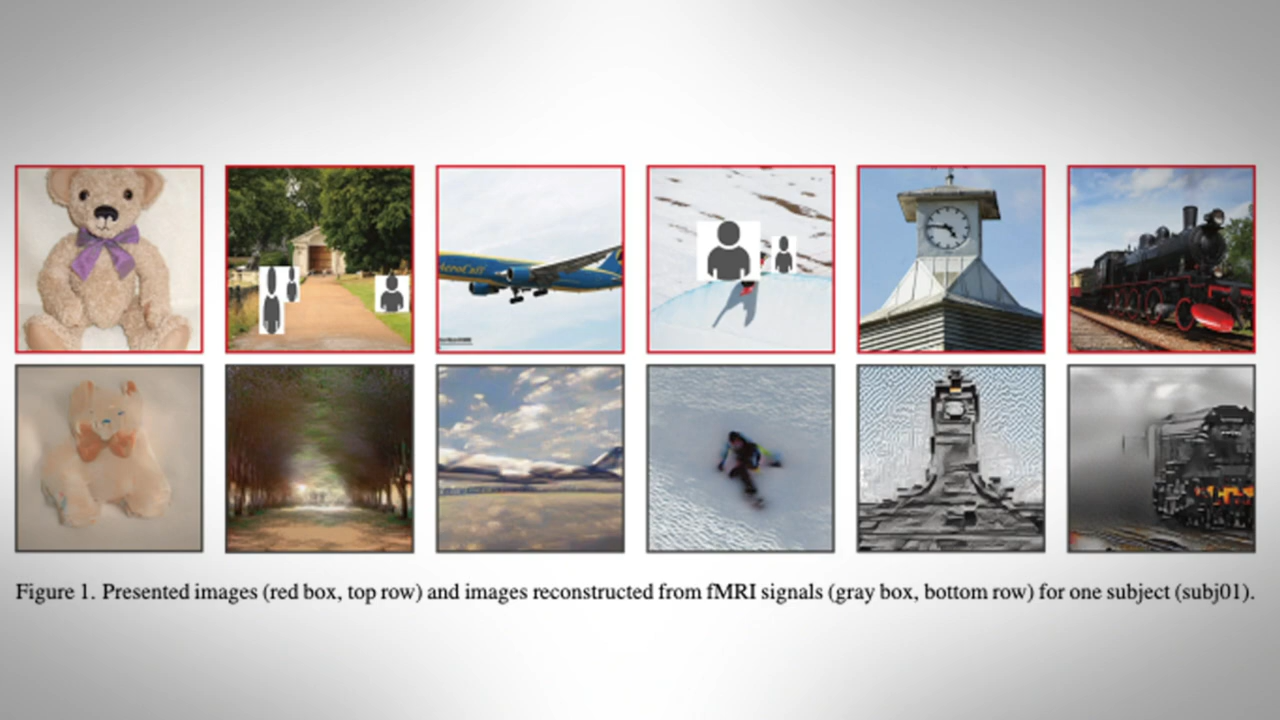 AeroCali
Figure 1. Presented images (red box, top row) and images reconstructed from fMRI signals (gray box, bottom row) for one subject (subj01).